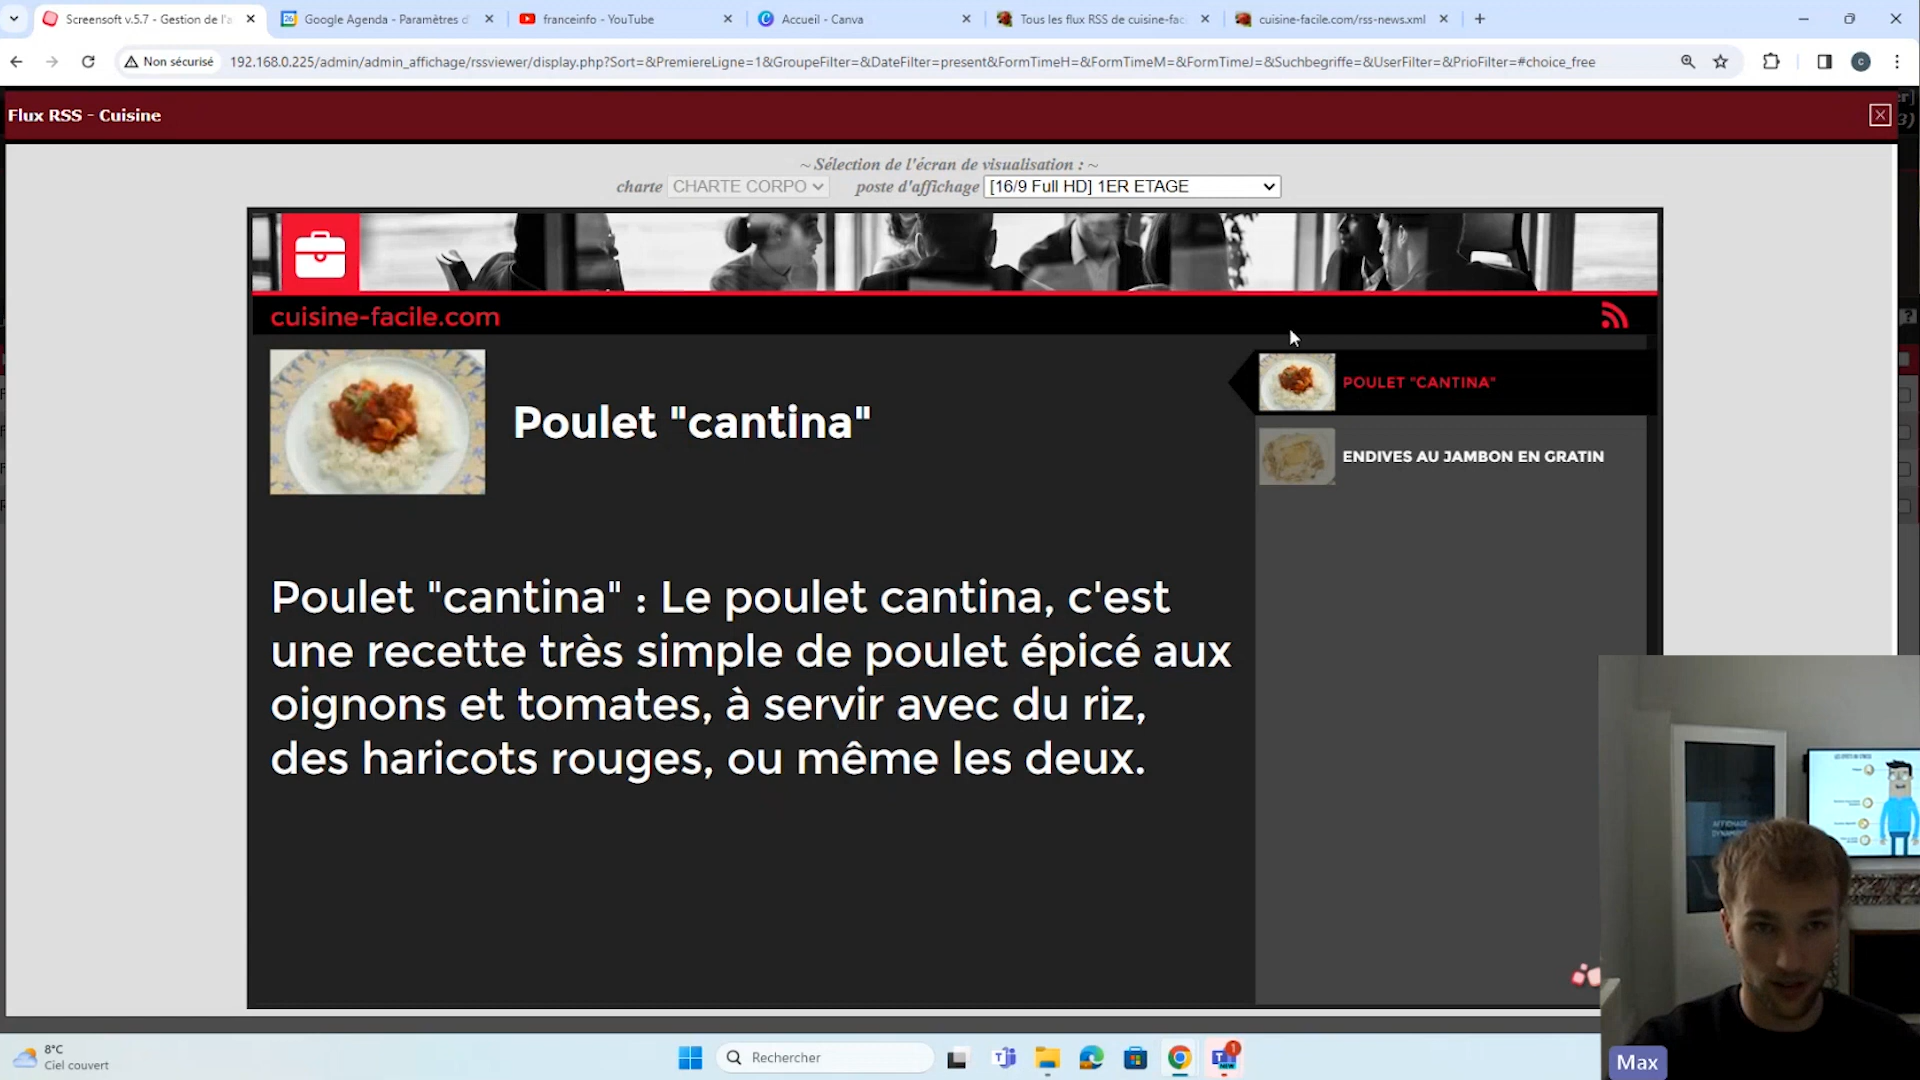 Screensoft v.5.7 - Gestion de l'a
Google Agenda - Paramètres d
franceinfo - YouTube
Accueil - Canva
Tous les flux RSS de cuisine-fac
cuisine-facile.com/rss-news.xml
Non sécurisé
192.168.0.225/admin/admin_affichage/rssviewer/display.php?Sort=&PremiereLigne=1&GroupeFilter=&DateFilter=present&FormTimeH=&FormTimeM=&FormTimeJ=&Suchbegriffe=&UserFilter=&PrioFilter=#choice_free
Flux RSS - Cuisine
~ Sélection de l'écran de visualisation : ~
charte CHARTE CORPO poste d'affichage [16/9 Full HD] 1ER ETAGE
cuisine-facile.com
Poulet "cantina"
POULET "CANTINA"
ENDIVES AU JAMBON EN GRATIN
Poulet "cantina" : Le poulet cantina, c'est
une recette très simple de poulet épicé aux
oignons et tomates, à servir avec du riz,
des haricots rouges, ou même les deux.
AFFICHAGE
Max
8°C
Ciel couvert
Rechercher
1
NEW